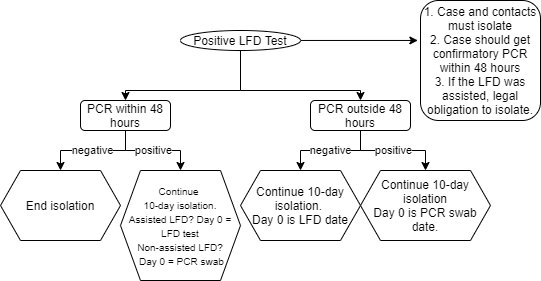 Positive LFD Test
1. Case and contacts
must isolate
2. Case should get
confirmatory PCR
within 48 hours
3. If the LFD was
assisted, legal
obligation to isolate.
PCR within 48
hours
PCR outside 48
hours
negative
positive
negative
positive
End isolation
Continue
10-day isolation.
Assisted LFD? Day 0 =
LFD test
Non-assisted LFD?
Day 0 = PCR swab
Continue 10-day
isolation.
Day 0 is LFD date
Continue 10-day
isolation
Day 0 is PCR swab
date.